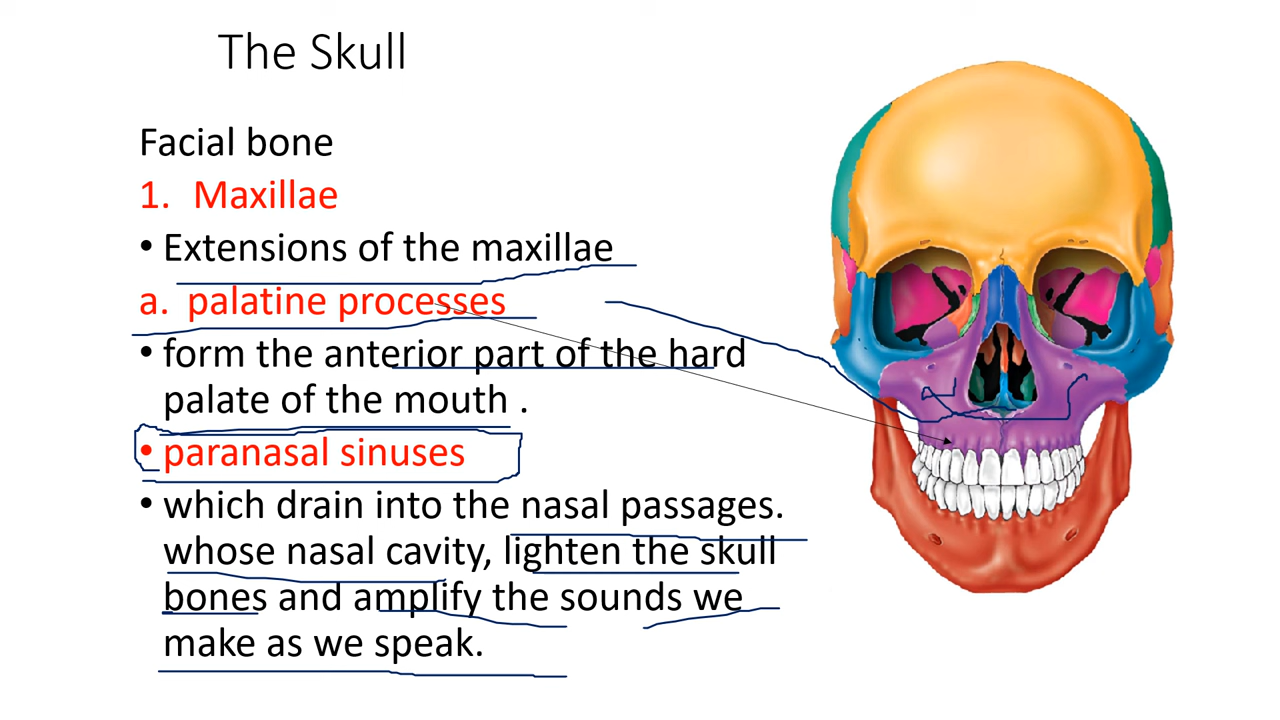 The Skull
Facial bone
1. Maxillae
• Extensions of the maxillae
a. palatine processes
• form the anterior part of the hard
palate of the mouth .
• paranasal sinuses
• which drain into the nasal passages.
whose nasal cavity, lighten the skull
bones and amplify the sounds we
make as we speak.